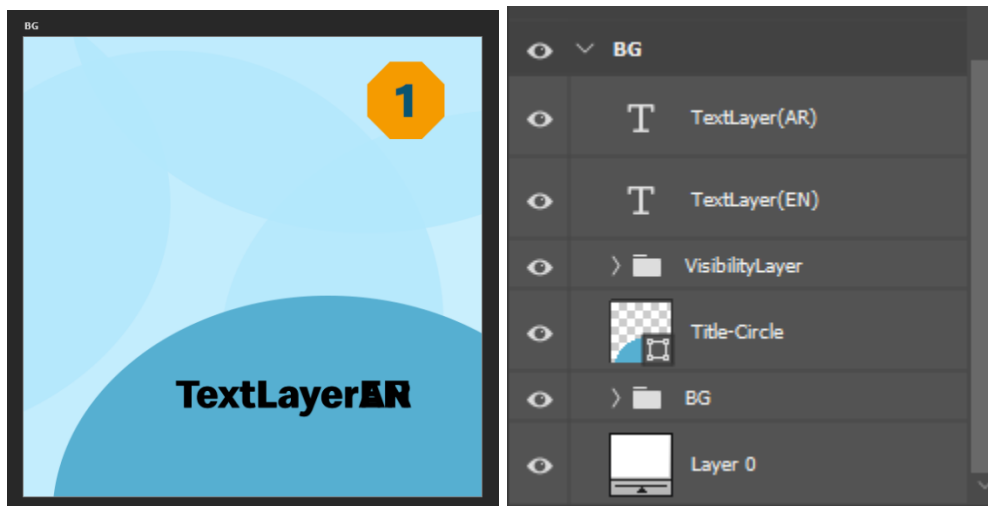 BG
1
TextLayer
BG
TextLayer(AR)
TextLayer(EN)
VisibilityLayer
Title-Circle
BG
Layer 0